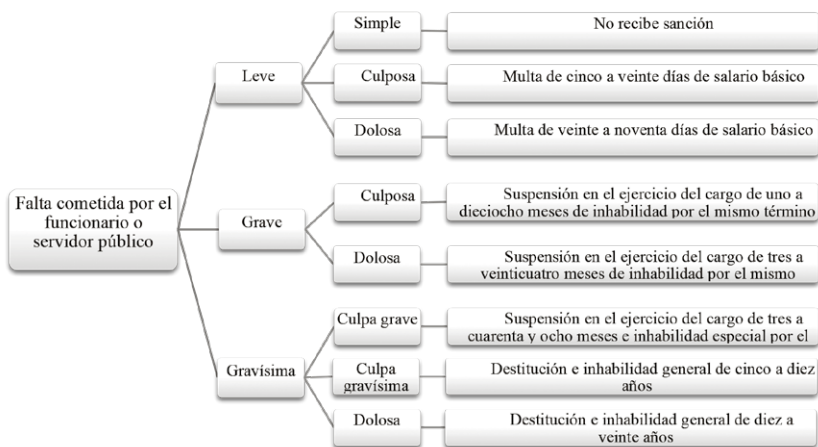 Falta cometida por el
funcionario o
servidor público
Leve
Simple
No recibe sanción
Culposa
Multa de cinco a veinte días de salario básico
Dolosa
Multa de veinte a noventa días de salario básico
Grave
Culposa
Suspensión en el ejercicio del cargo de uno a
dieciocho meses de inhabilidad por el mismo término
Dolosa
Suspensión en el ejercicio del cargo de tres a
veinticuatro meses de inhabilidad por el mismo
Gravísima
Culpa grave
Suspensión en el ejercicio del cargo de tres a
cuarenta y ocho meses e inhabilidad especial por el
Culpa
gravísima
Destitución e inhabilidad general de cinco a diez
años
Dolosa
Destitución e inhabilidad general de diez a
veinte años